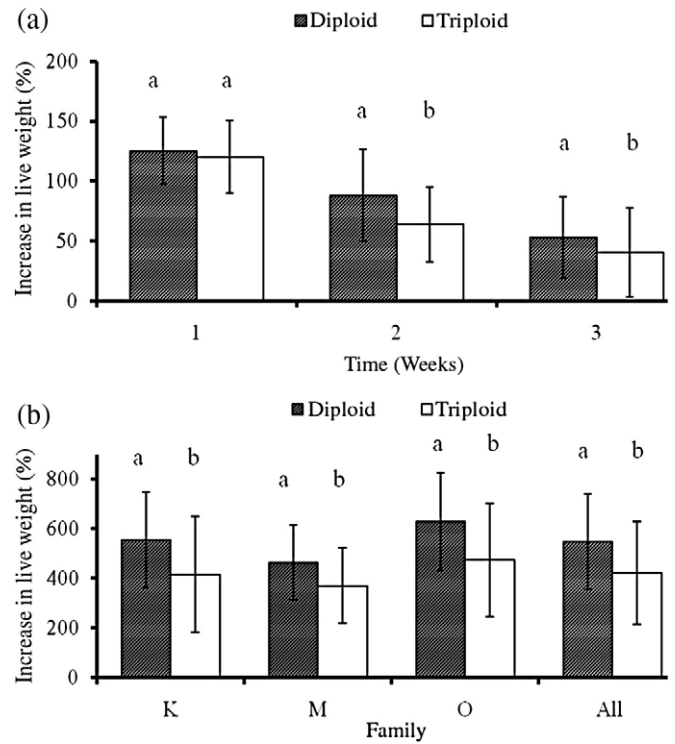 (a)
Diploid Triploid
Increase in live weight (%)
200
150
100
50
0
a a a b a b
1 2 3
Time (Weeks)
(b)
Diploid Triploid
Increase in live weight (%)
800
600
400
200
0
a b a b a b a b
K M O All
Family